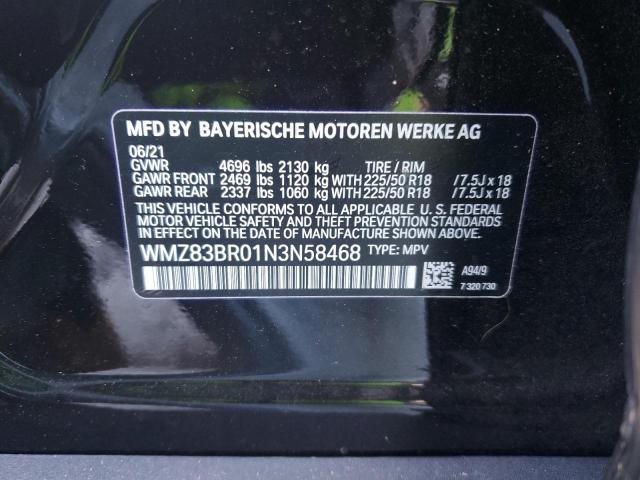 MFD BY BAYERISCHE MOTOREN WERKE AG
06/21
GVWR 4696 lbs 2130 kg TIRE / RIM
GAWR FRONT 2469 lbs 1120 kg WITH 225/50 R18 /7.5J x 18
GAWR REAR 2337 lbs 1060 kg WITH 225/50 R18 /7.5J x 18
THIS VEHICLE CONFORMS TO ALL APPLICABLE U. S. FEDERAL
MOTOR VEHICLE SAFETY AND THEFT PREVENTION STANDARDS
IN EFFECT ON THE DATE OF MANUFACTURE SHOWN ABOVE.
WMZ83BR01N3N58468 TYPE: MPV
A94/9
7 320 730